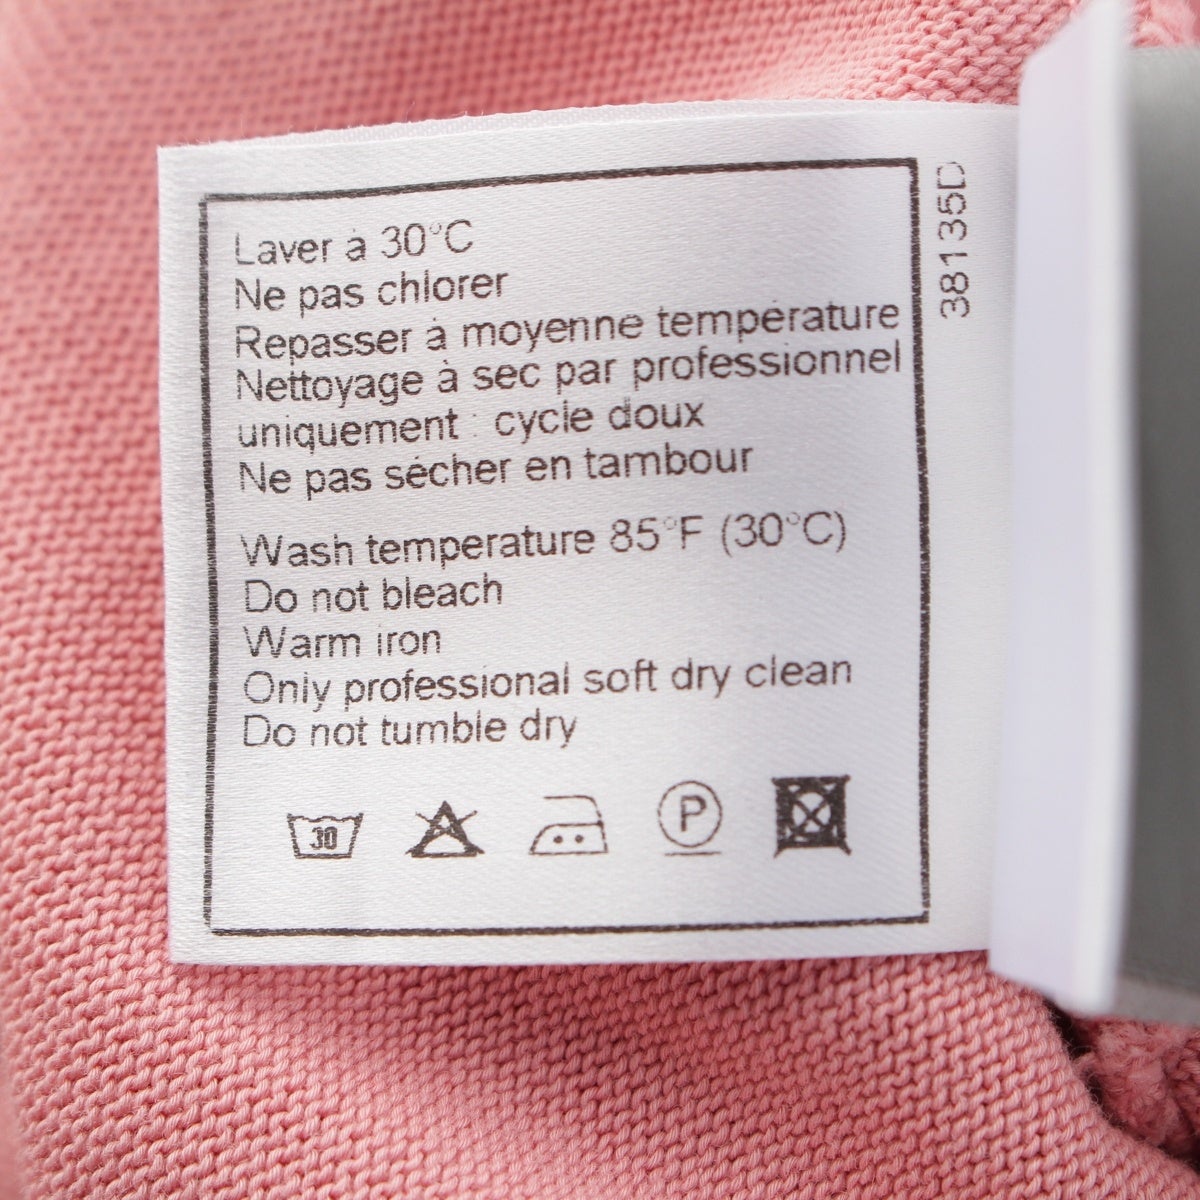 Laver à 30°C
Ne pas chlorer
Repasser à moyenne température
Nettoyage à sec par professionnel
uniquement : cycle doux
Ne pas sécher en tambour
Wash temperature 85°F (30°C)
Do not bleach
Warm iron
Only professional soft dry clean
Do not tumble dry
30
P
38135D